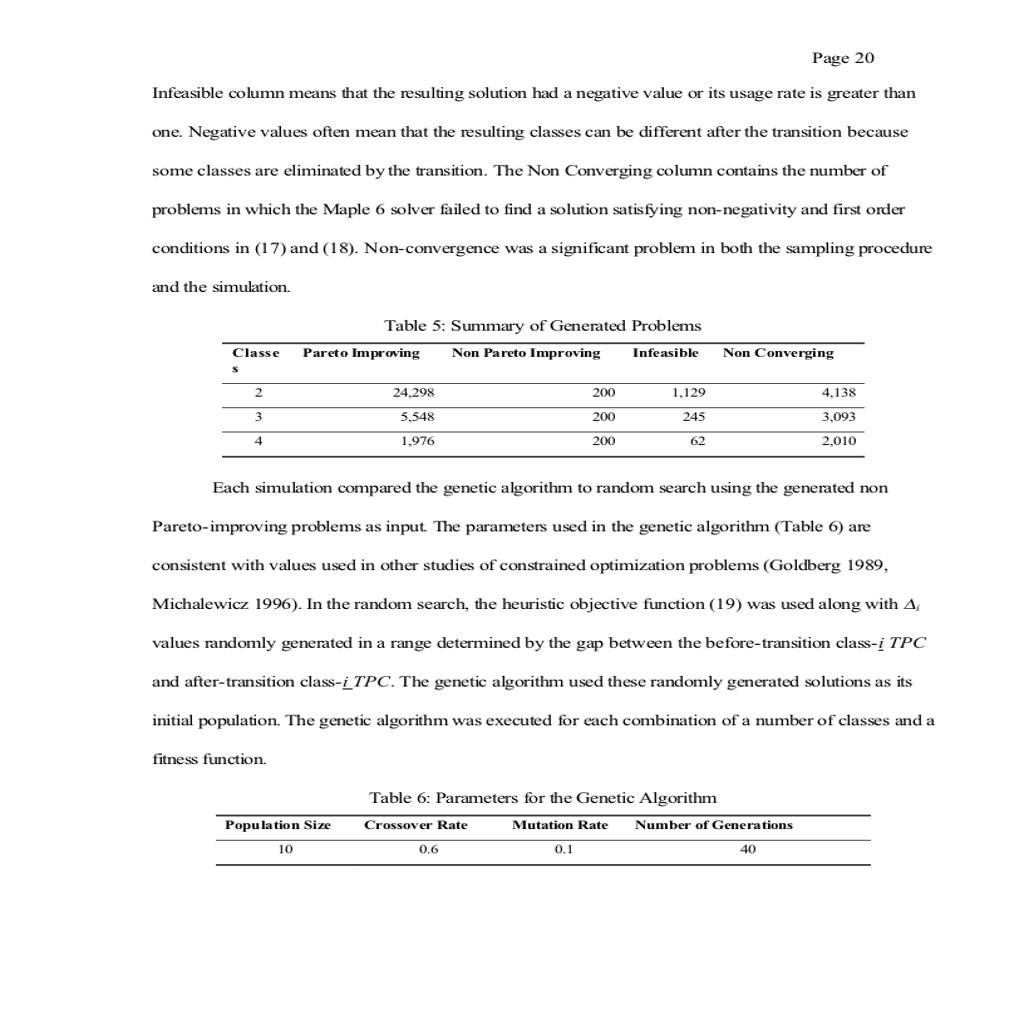 Page 20
Infeasible column means that the resulting solution had a negative value or its usage rate is greater than
one. Negative values often mean that the resulting classes can be different after the transition because
some classes are eliminated by the transition. The Non Converging column contains the number of
problems in which the Maple 6 solver failed to find a solution satisfying non-negativity and first order
conditions in (17) and (18). Non-convergence was a significant problem in both the sampling procedure
and the simulation.
Table 5: Summary of Generated Problems
Classe Pareto Improving Non Pareto Improving Infeasible Non Converging
s
2 24,298 200 1,129 4,138
3 5,548 200 245 3,093
4 1,976 200 62 2,010
Each simulation compared the genetic algorithm to random search using the generated non
Pareto-improving problems as input. The parameters used in the genetic algorithm (Table 6) are
consistent with values used in other studies of constrained optimization problems (Goldberg 1989,
Michalewicz 1996). In the random search, the heuristic objective function (19) was used along with Δi
values randomly generated in a range determined by the gap between the before-transition class-i TPC
and after-transition class-i TPC. The genetic algorithm used these randomly generated solutions as its
initial population. The genetic algorithm was executed for each combination of a number of classes and a
fitness function.
Table 6: Parameters for the Genetic Algorithm
Population Size Crossover Rate Mutation Rate Number of Generations
10 0.6 0.1 40